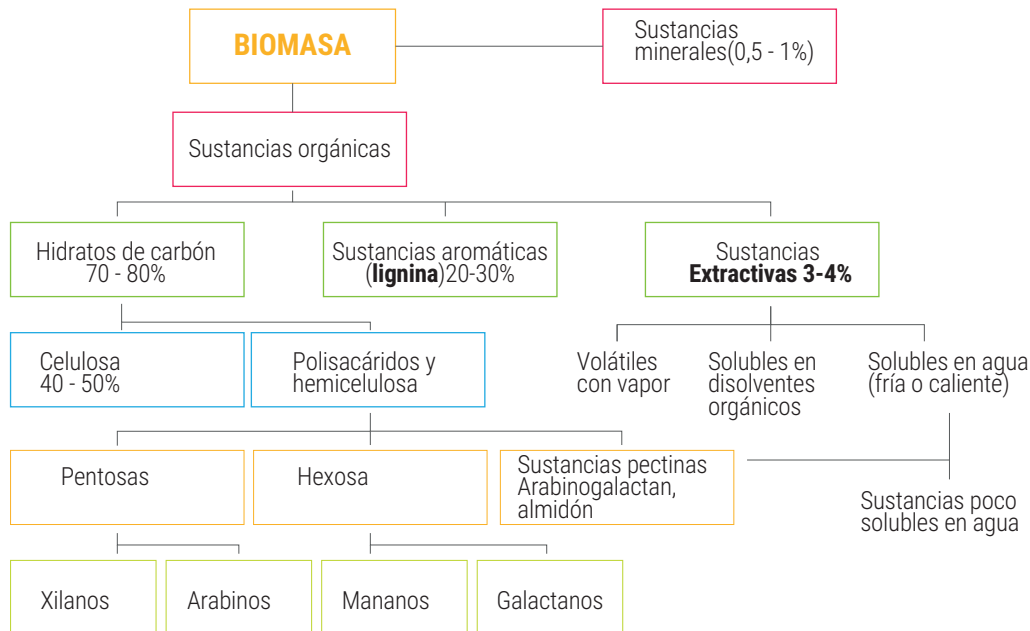 BIOMASA
Sustancias
minerales(0,5 - 1%)
Sustancias orgánicas
Hidratos de carbón
70 - 80%
Sustancias aromáticas
(lignina)20-30%
Sustancias
Extractivas 3-4%
Celulosa
40 - 50%
Polisacáridos y
hemicelulosa
Volátiles
con vapor
Solubles en
disolventes
orgánicos
Solubles en agua
(fría o caliente)
Pentosas
Hexosa
Sustancias pectinas
Arabinogalactan,
almidón
Sustancias poco
solubles en agua
Xilanos
Arabinos
Mananos
Galactanos